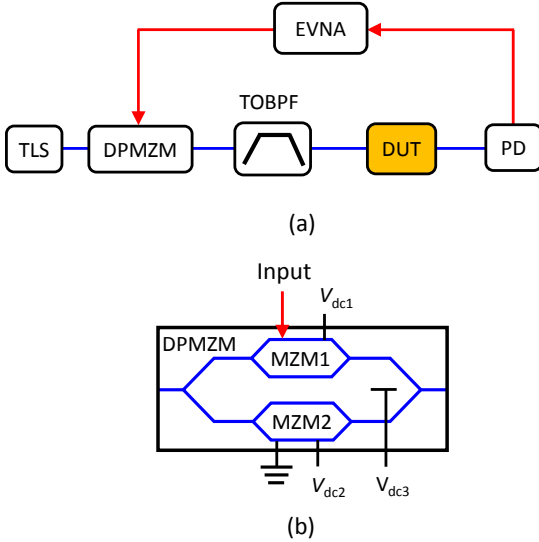 EVNA
TOBPF
TLS
DPMZM
DUT
PD
(a)
Input
Vdc1
DPMZM
MZM1
MZM2
Vdc2
Vdc3
(b)